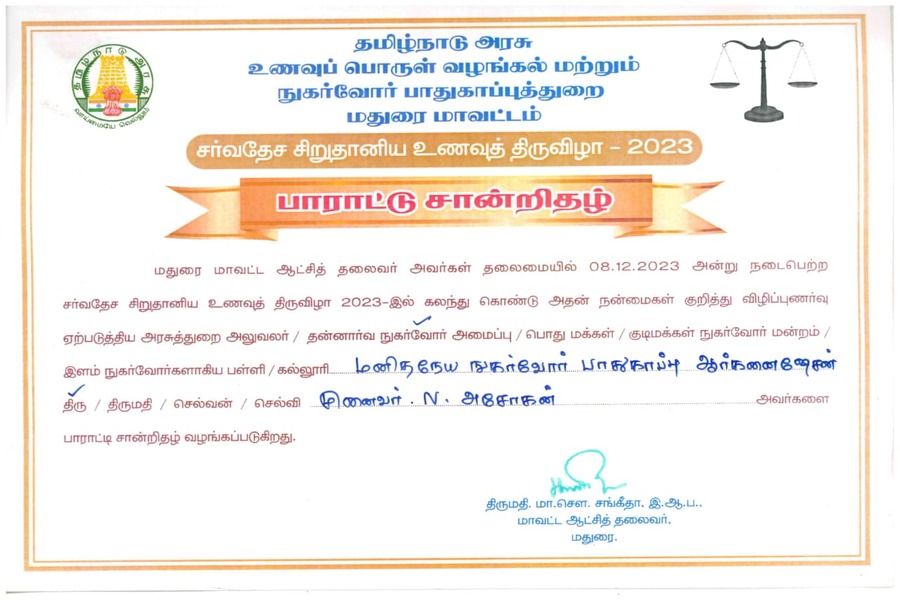 தமிழ்நாடு அரசு
உணவுப் பொருள் வழங்கல் மற்றும்
நுகர்வோர் பாதுகாப்புத்துறை
மதுரை மாவட்டம்
தமிழ்நாடு அரசு
வாய்மையே வெல்லும்
சர்வதேச சிறுதானிய உணவுத் திருவிழா – 2023
பாராட்டு சான்றிதழ்
மதுரை மாவட்ட ஆட்சித் தலைவர் அவர்கள் தலைமையில் 08.12.2023 அன்று நடைபெற்ற
சர்வதேச சிறுதானிய உணவுத் திருவிழா 2023-இல் கலந்து கொண்டு அதன் நன்மைகள் குறித்து விழிப்புணர்வு
ஏற்படுத்திய அரசுத்துறை அலுவலர் / தன்னார்வ நுகர்வோர் அமைப்பு / பொது மக்கள் / குடிமக்கள் நுகர்வோர் மன்றம் /
இளம் நுகர்வோர்களாகிய பள்ளி / கல்லூரி மனிதநேய நுகர்வோர் பாதுகாப்பு ஆர்கனைஷேசன்
திரு / திருமதி / செல்வன் / செல்வி முனைவர். N. அசோகன் அவர்களை
பாராட்டி சான்றிதழ் வழங்கப்படுகிறது.
திருமதி. மா.சௌ. சங்கீதா, இ.ஆ.ப.,
மாவட்ட ஆட்சித் தலைவர்,
மதுரை.